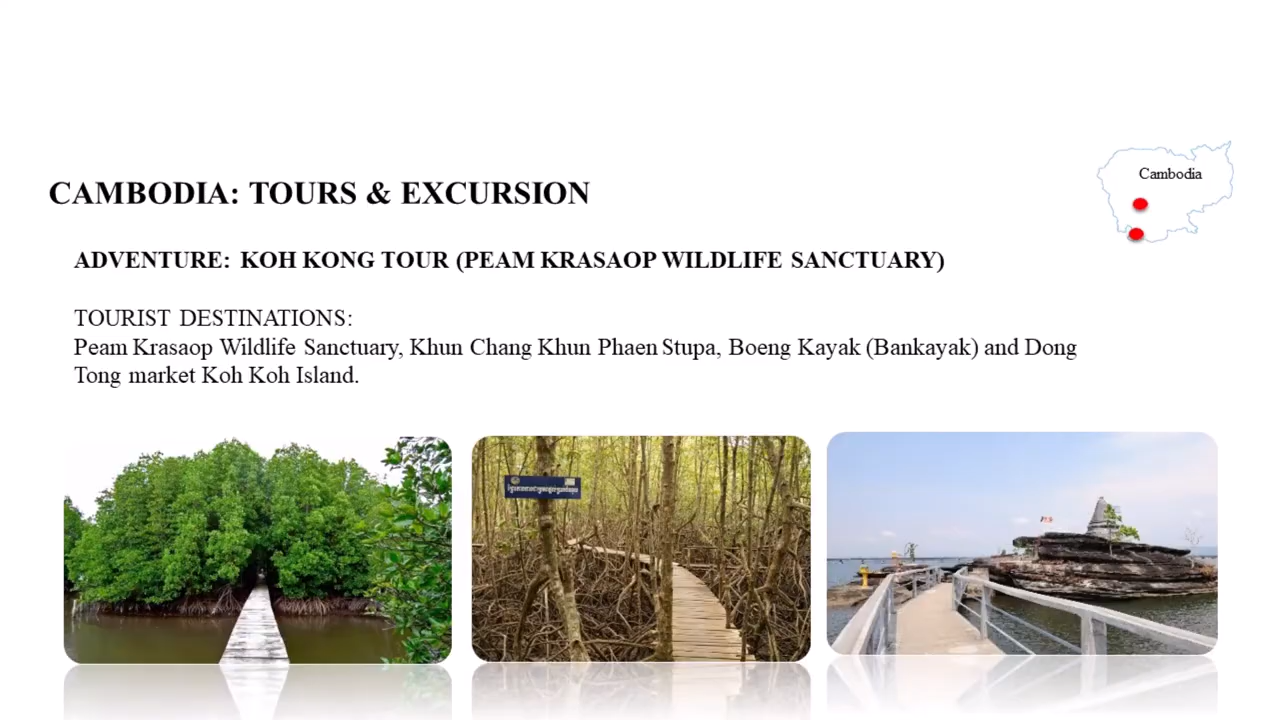 CAMBODIA: TOURS & EXCURSION
Cambodia
ADVENTURE: KOH KONG TOUR (PEAM KRASAOP WILDLIFE SANCTUARY)
TOURIST DESTINATIONS:
Peam Krasaop Wildlife Sanctuary, Khun Chang Khun Phaen Stupa, Boeng Kayak (Bankayak) and Dong
Tong market Koh Koh Island.